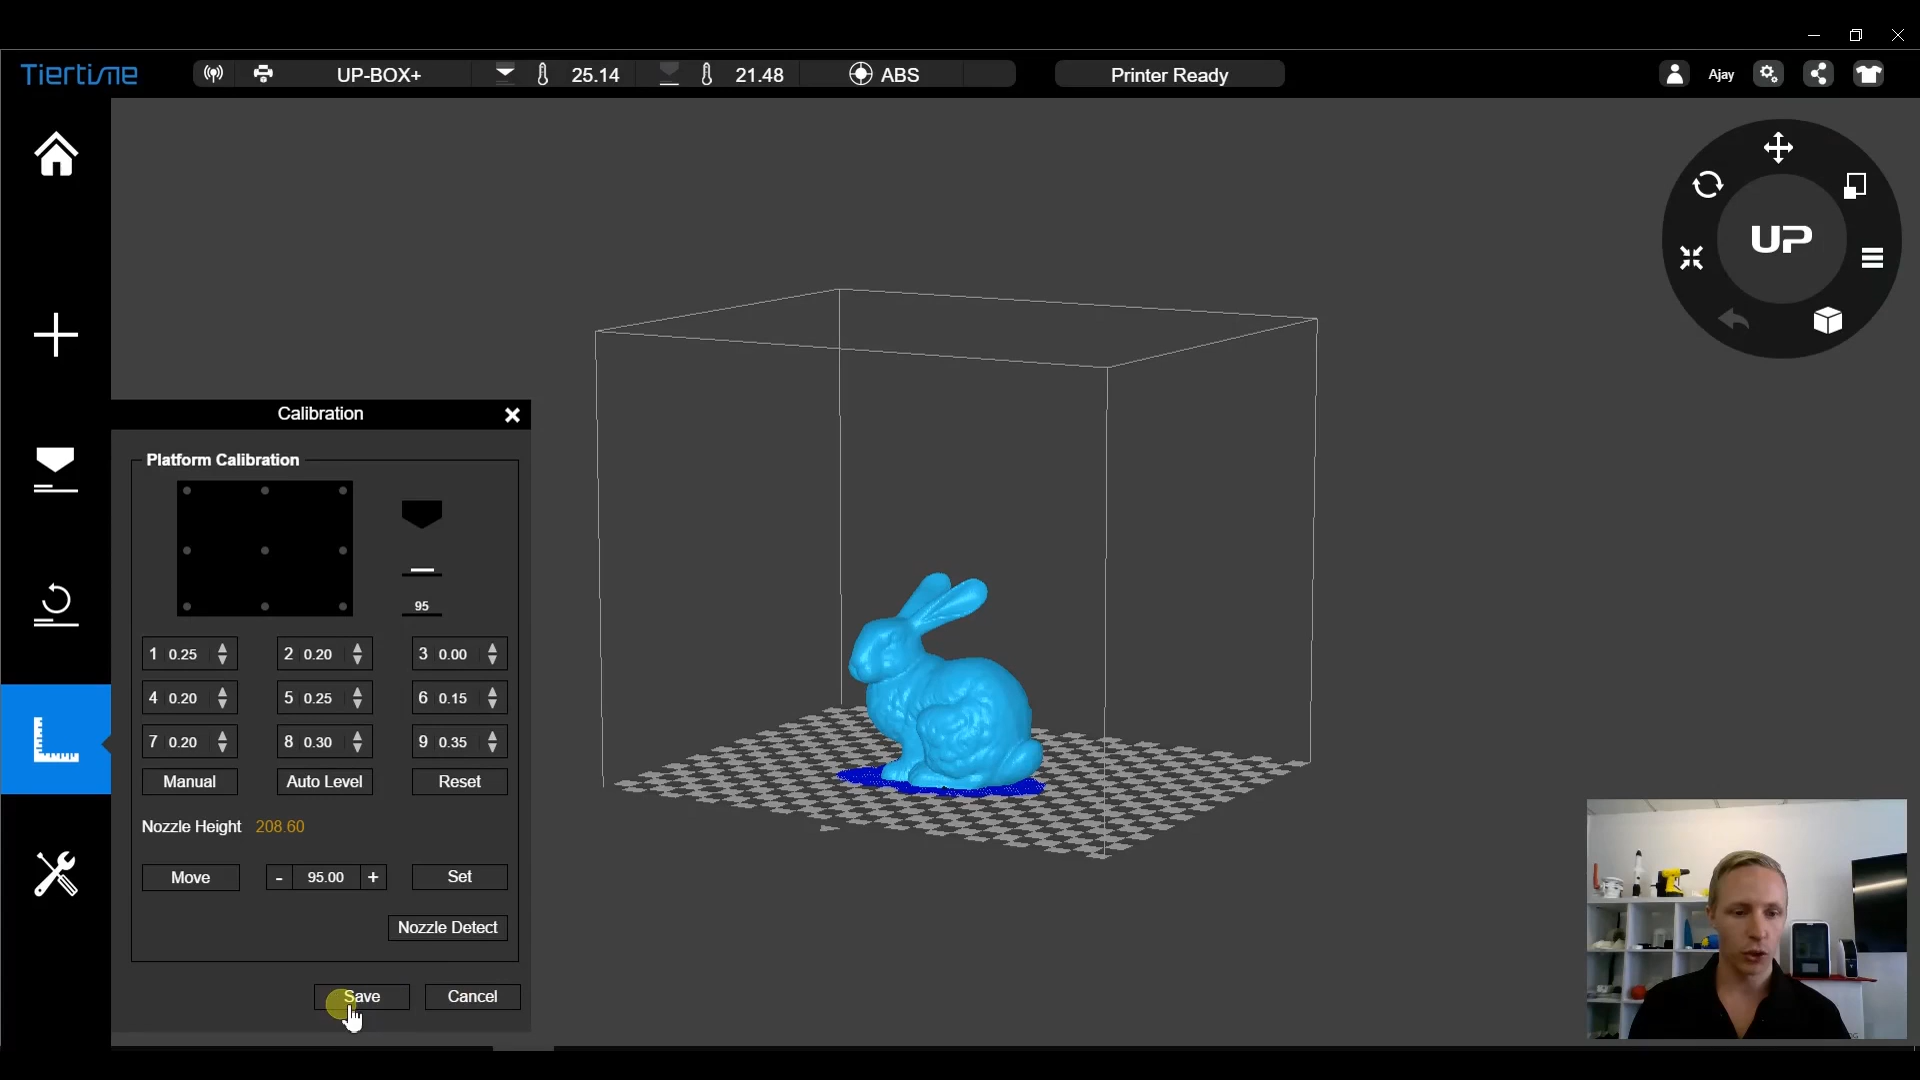 Tiertime UP-BOX+ 25.14 21.48 ABS Printer Ready Ajay
UP
Calibration
Platform Calibration
95
1 0.25 2 0.20 3 0.00
4 0.20 5 0.25 6 0.15
7 0.20 8 0.30 9 0.35
Manual Auto Level Reset
Nozzle Height 208.60
Move - 95.00 + Set
Nozzle Detect
Save Cancel